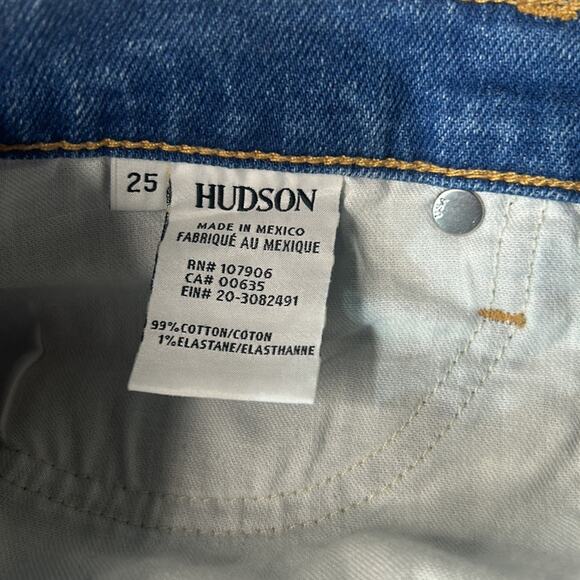 25
HUDSON
MADE IN MEXICO
FABRIQUÉ AU MEXIQUE
RN# 107906
CA# 00635
EIN# 20-3082491
99%COTTON/COTON
1%ELASTANE/ELASTHANNE
USA